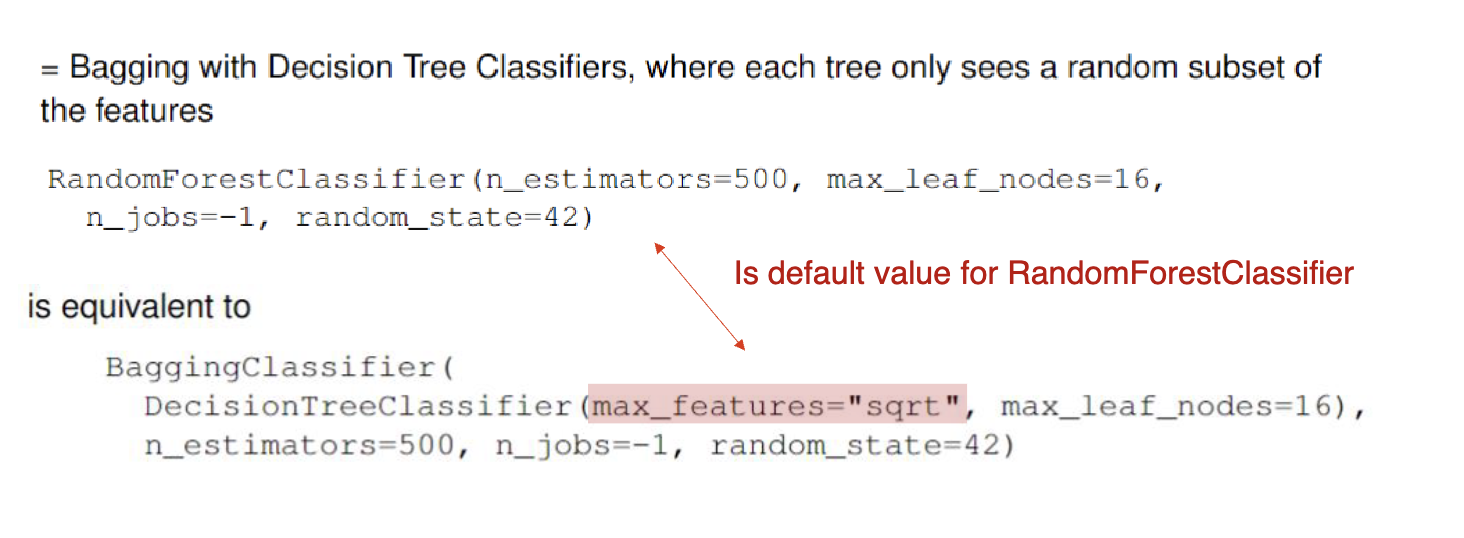 = Bagging with Decision Tree Classifiers, where each tree only sees a random subset of
the features
RandomForestClassifier(n_estimators=500, max_leaf_nodes=16,
n_jobs=-1, random_state=42)
Is default value for RandomForestClassifier
is equivalent to
BaggingClassifier(
DecisionTreeClassifier(max_features="sqrt", max_leaf_nodes=16),
n_estimators=500, n_jobs=-1, random_state=42)